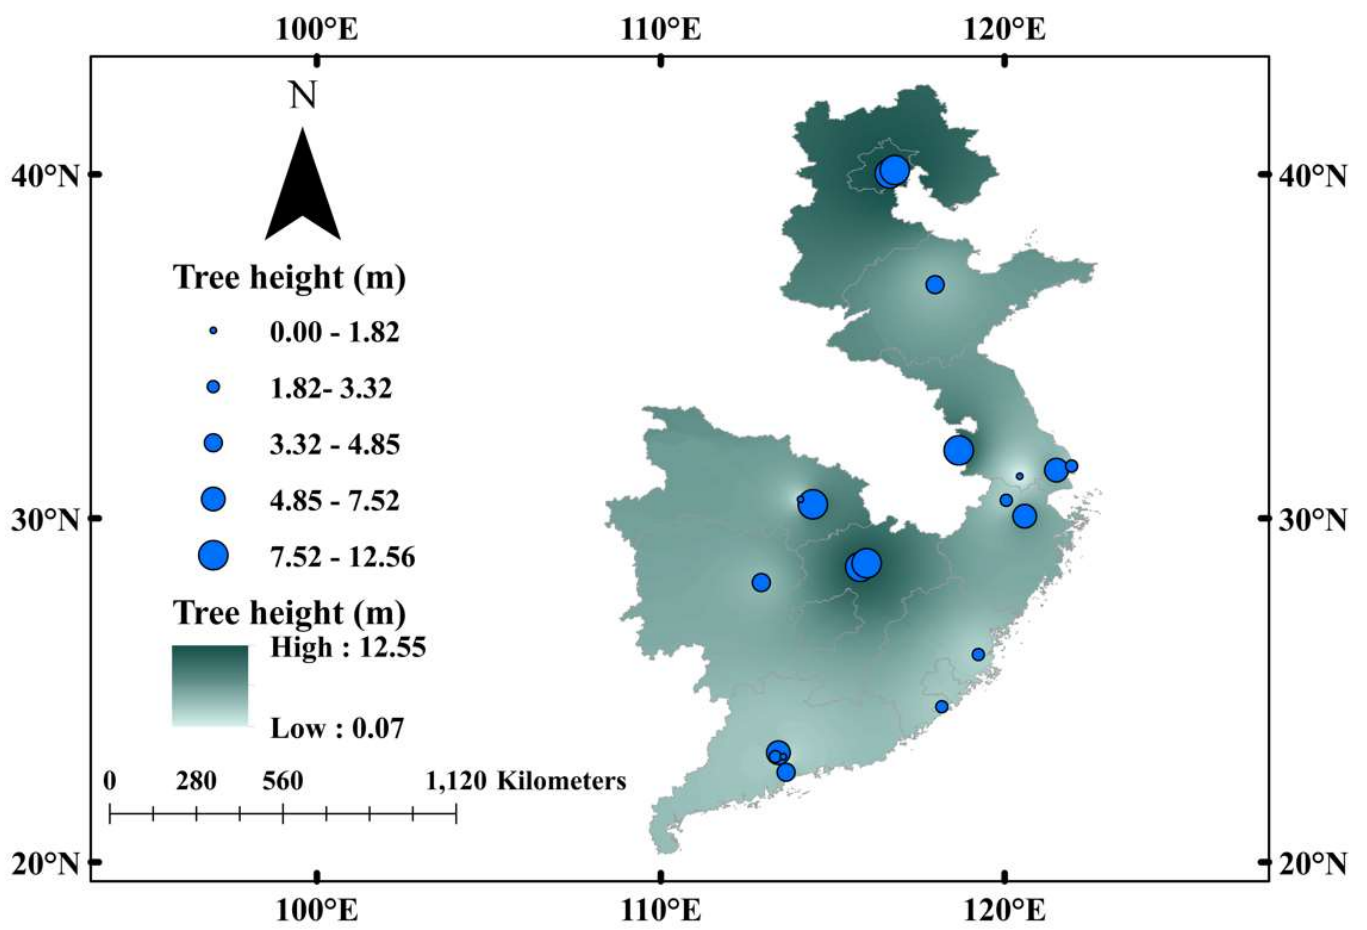 100°E 110°E 120°E
N
40°N 40°N
Tree height (m)
0.00 - 1.82
1.82- 3.32
3.32 - 4.85
4.85 - 7.52
30°N 30°N
7.52 - 12.56
Tree height (m)
High : 12.55
Low : 0.07
0 280 560 1,120 Kilometers
20°N 20°N
100°E 110°E 120°E